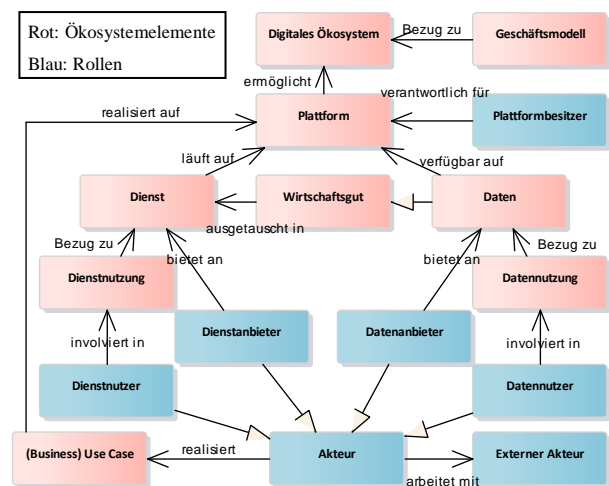 Rot: Ökosystemelemente
Blau: Rollen
Digitales Ökosystem
Bezug zu
Geschäftsmodell
ermöglicht
verantwortlich für
realisiert auf
Plattform
Plattformbesitzer
läuft auf
verfügbar auf
Dienst
Wirtschaftsgut
Daten
ausgetauscht in
Bezug zu
bietet an
bietet an
Bezug zu
Dienstnutzung
Datennutzung
Dienstanbieter
Datenanbieter
involviert in
involviert in
Dienstnutzer
Datennutzer
(Business) Use Case
realisiert
Akteur
Externer Akteur
arbeitet mit